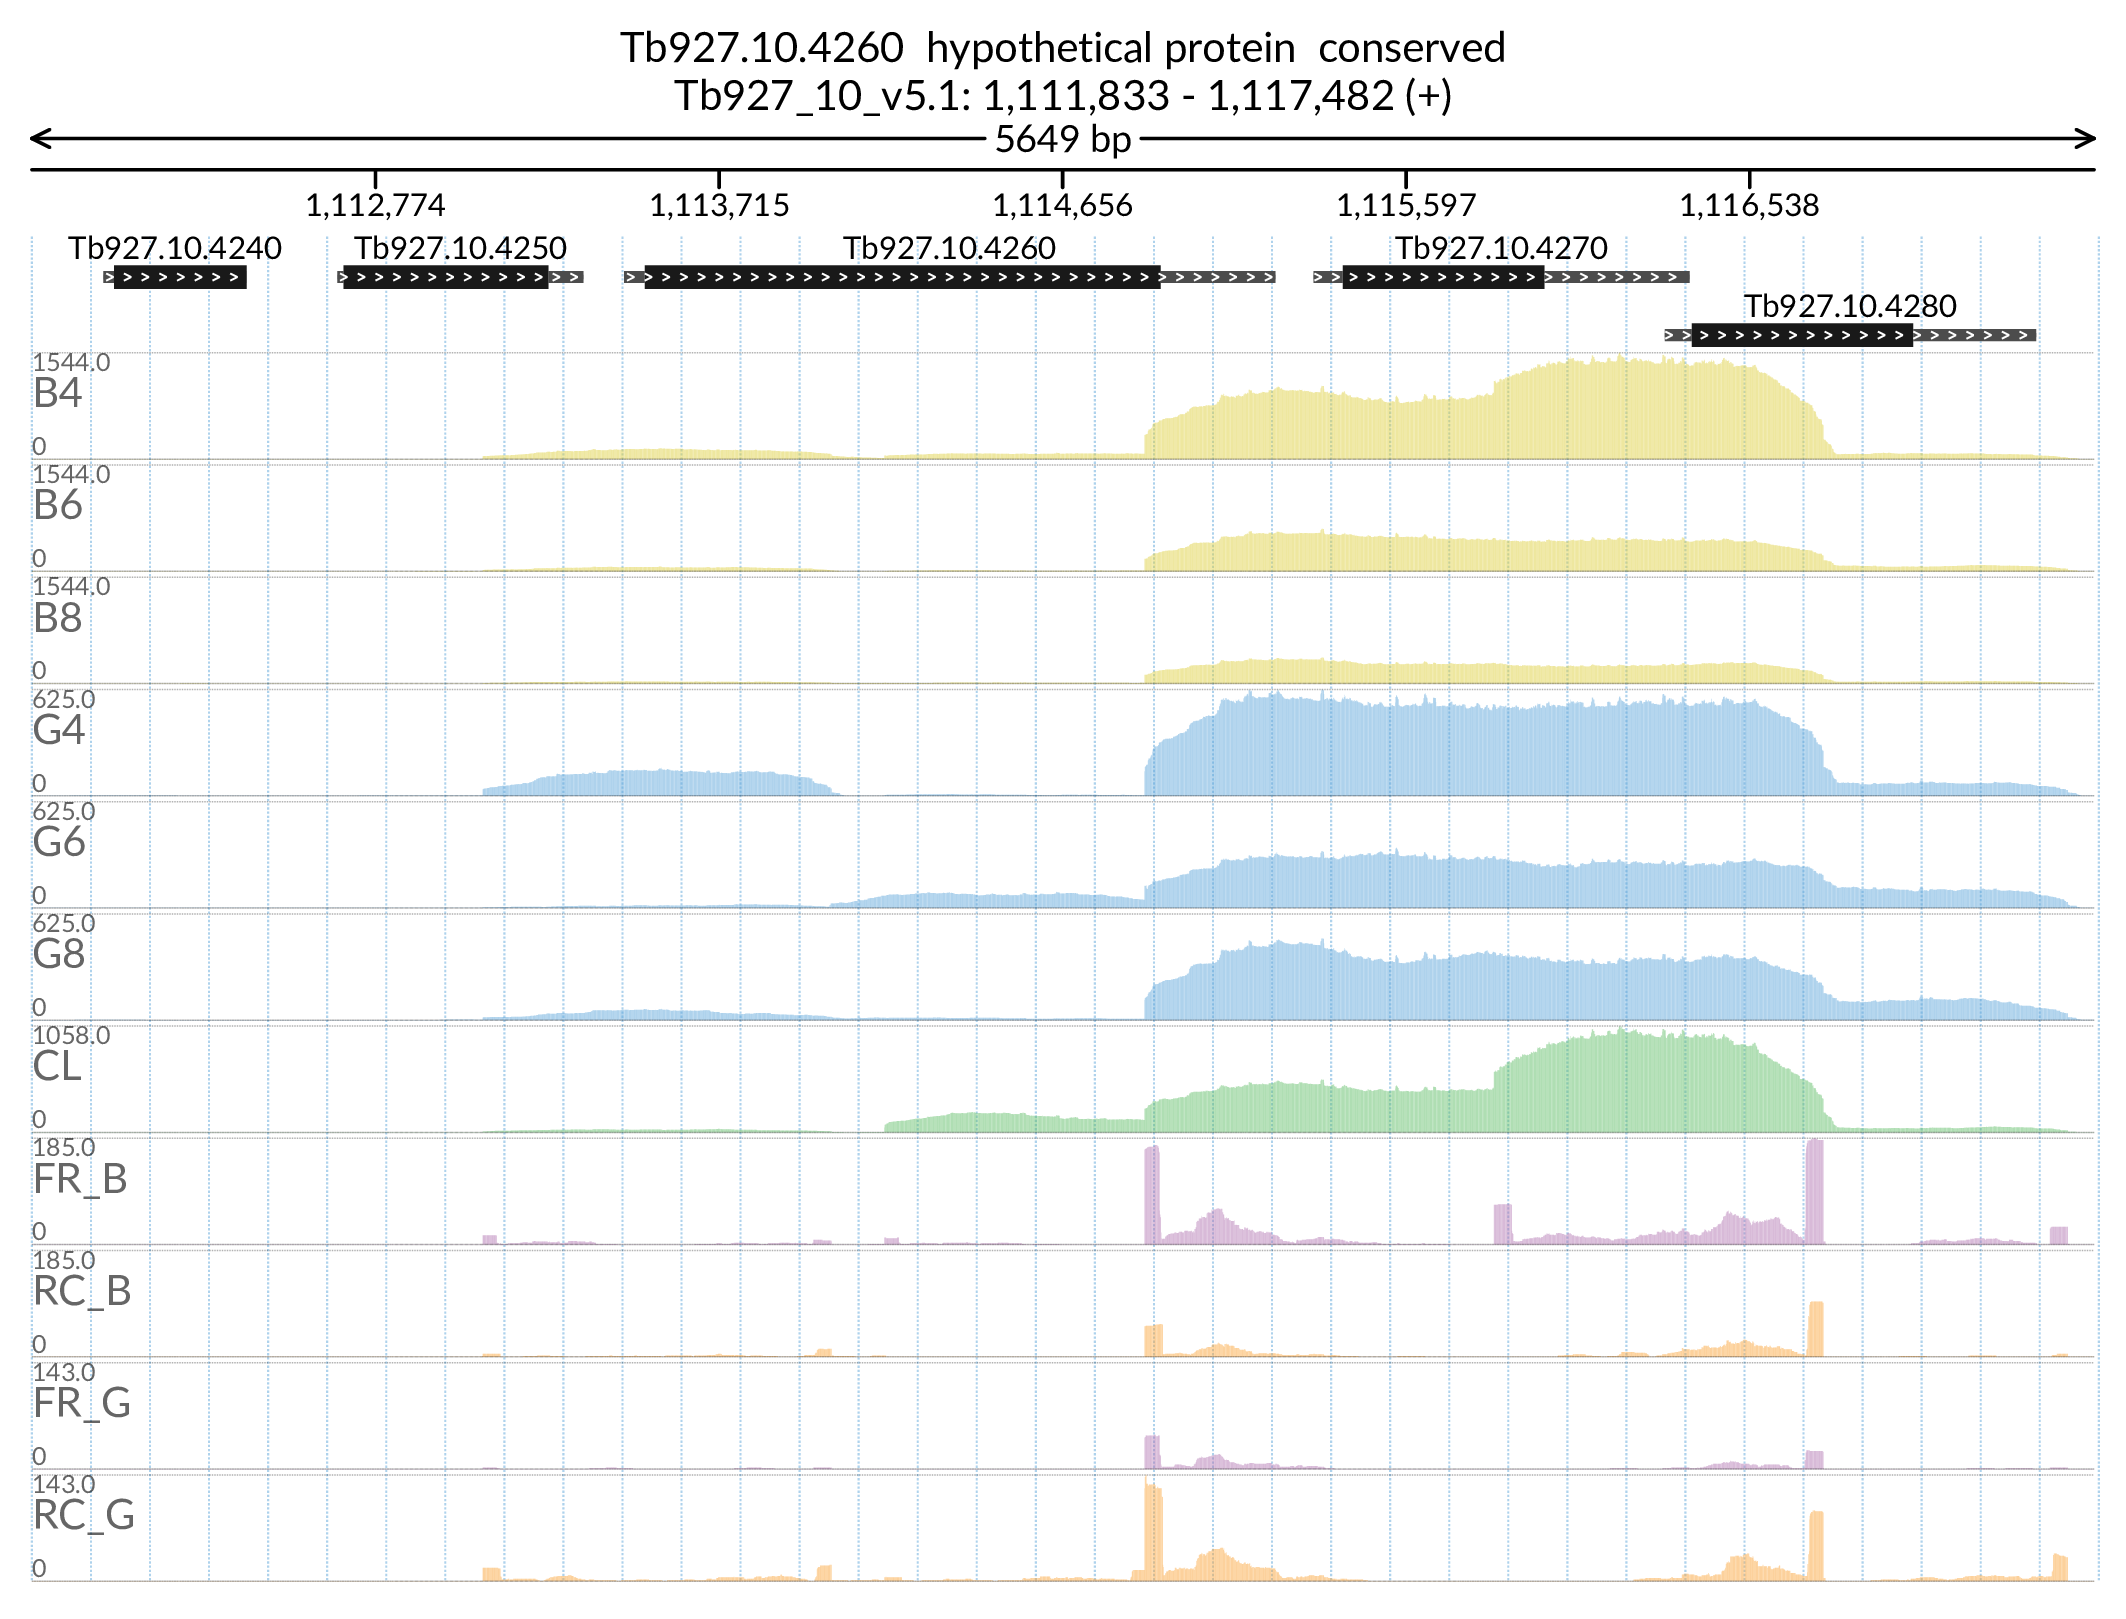 Tb927.10.4260  hypothetical protein  conserved
Tb927_10_v5.1: 1,111,833 - 1,117,482 (+)
5649 bp
1,112,774 1,113,715 1,114,656 1,115,597 1,116,538
Tb927.10.4240 Tb927.10.4250 Tb927.10.4260 Tb927.10.4270
Tb927.10.4280
1544.0
B4
0
1544.0
B6
0
1544.0
B8
0
625.0
G4
0
625.0
G6
0
625.0
G8
0
1058.0
CL
0
185.0
FR_B
0
185.0
RC_B
0
143.0
FR_G
0
143.0
RC_G
0